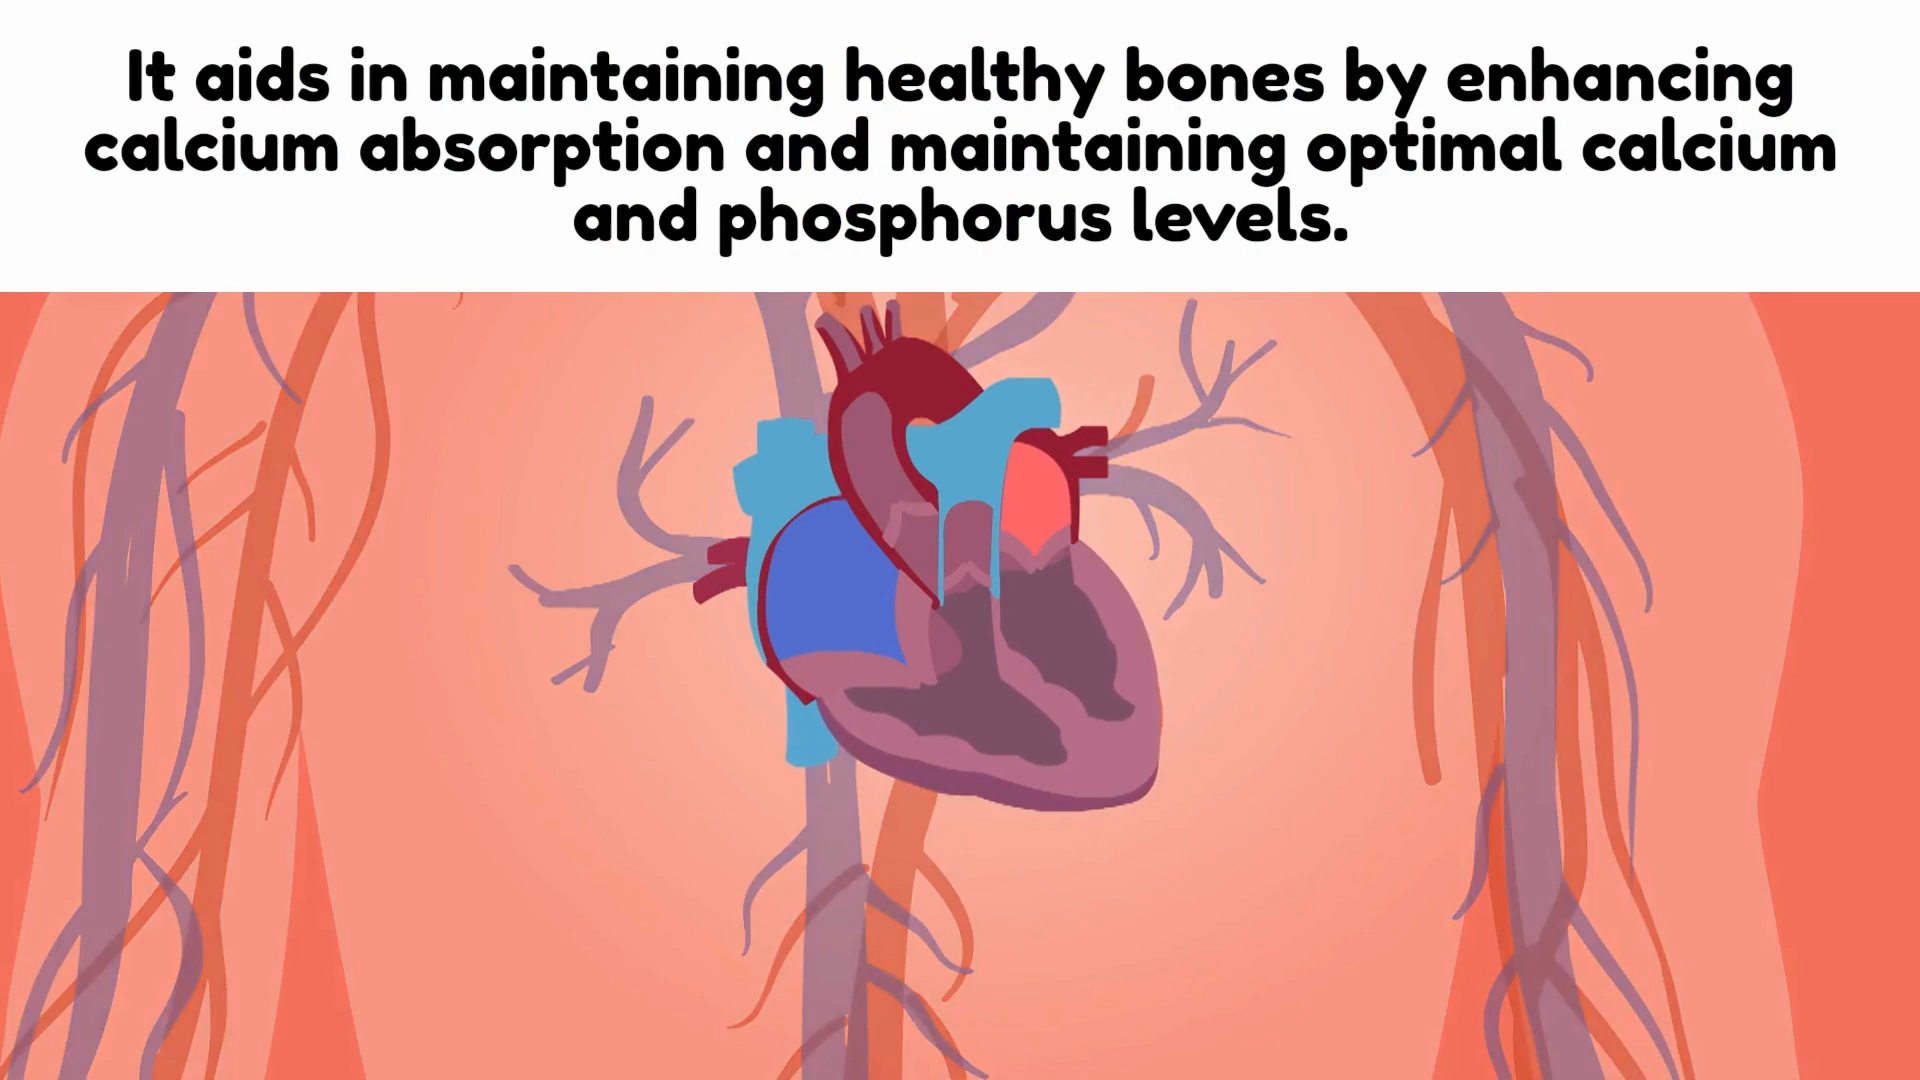 It aids in maintaining healthy bones by enhancing
calcium absorption and maintaining optimal calcium
and phosphorus levels.